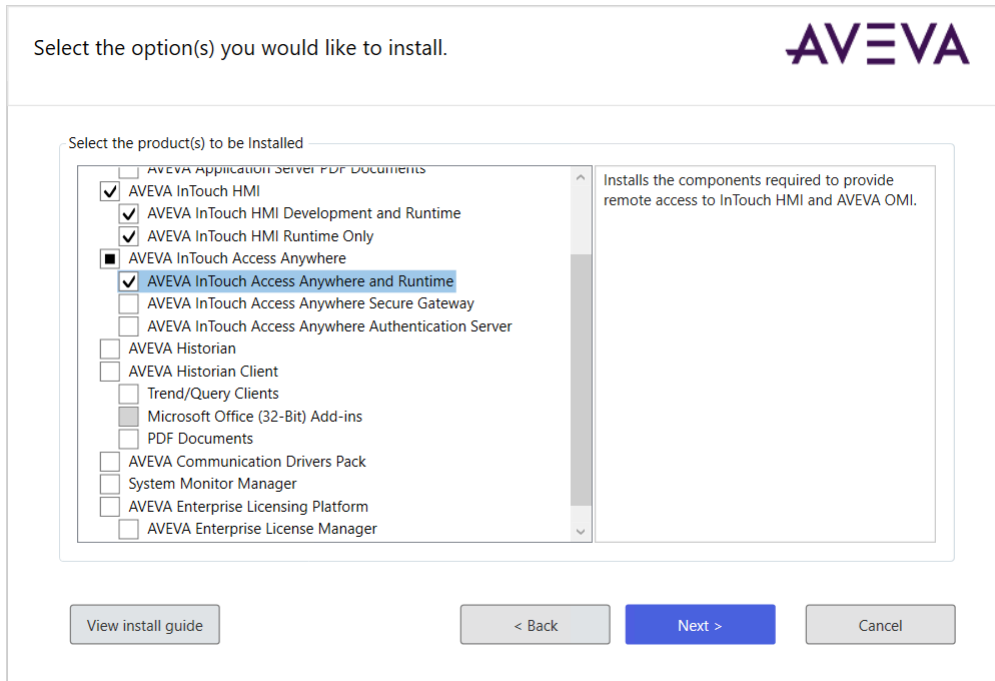 Select the option(s) you would like to install.
AVEVA
Select the product(s) to be Installed
AVEVA Application Server PDF Documents
AVEVA InTouch HMI
AVEVA InTouch HMI Development and Runtime
AVEVA InTouch HMI Runtime Only
AVEVA InTouch Access Anywhere
AVEVA InTouch Access Anywhere and Runtime
AVEVA InTouch Access Anywhere Secure Gateway
AVEVA InTouch Access Anywhere Authentication Server
AVEVA Historian
AVEVA Historian Client
Trend/Query Clients
Microsoft Office (32-Bit) Add-ins
PDF Documents
AVEVA Communication Drivers Pack
System Monitor Manager
AVEVA Enterprise Licensing Platform
AVEVA Enterprise License Manager
Installs the components required to provide
remote access to InTouch HMI and AVEVA OMI.
View install guide
< Back
Next >
Cancel